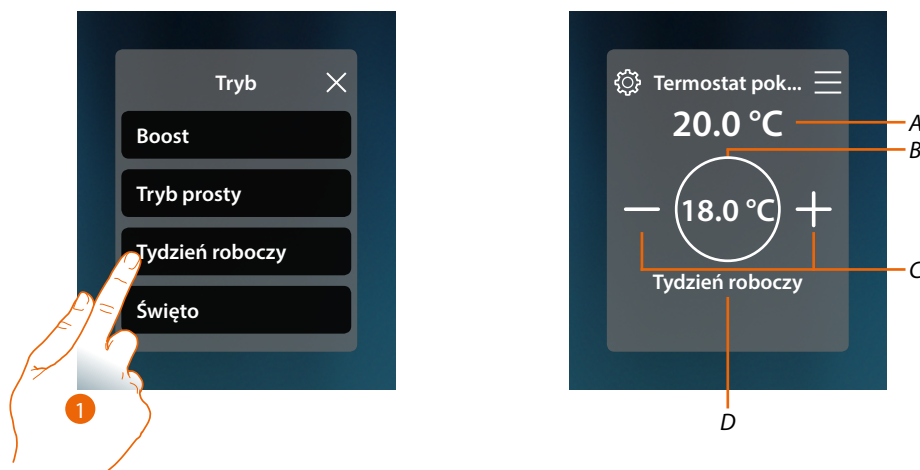 Tryb
Boost
Tryb prosty
Tydzień roboczy
Święto
1
Termostat pok...
20.0 °C
A
B
18.0 °C
C
Tydzień roboczy
D